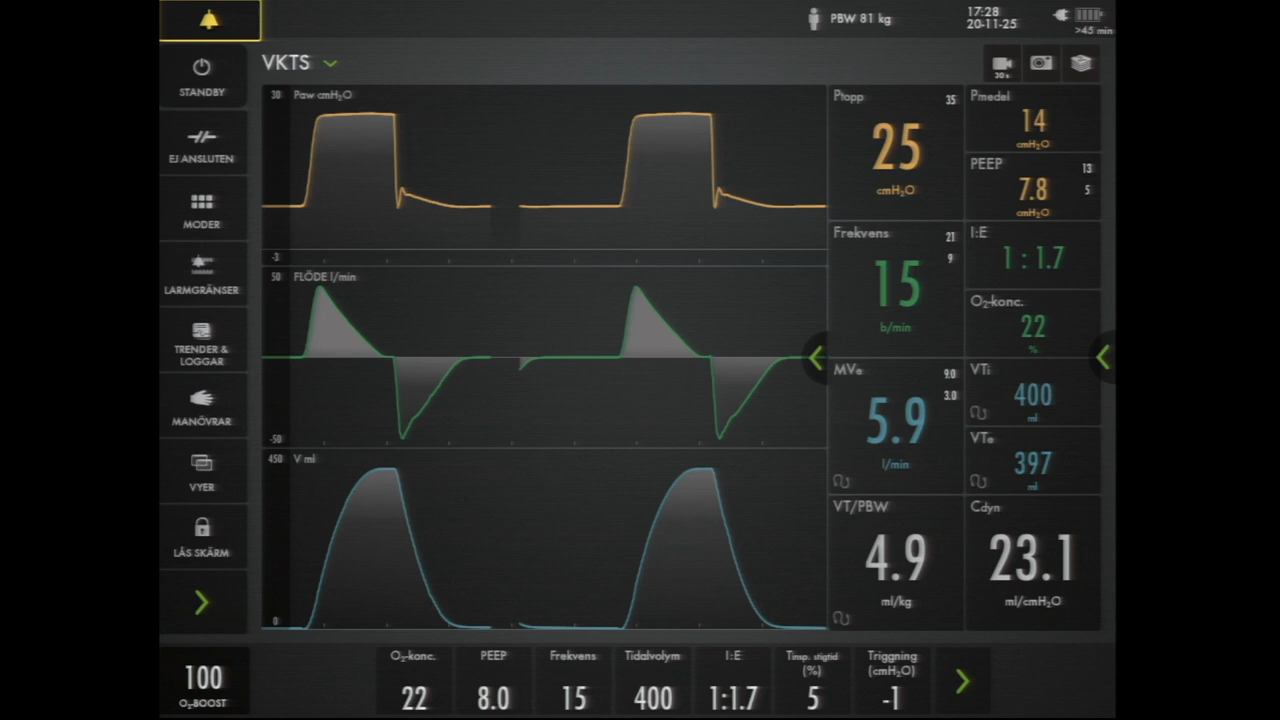 PBW 81 kg
17:28
20-11-25
>45 min
STANDBY
EJ ANSLUTEN
MODER
LARMGRÄNSER
TRENDER &
LOGGAR
MANÖVRAR
VYER
LÅS SKÄRM
VKTS
30 s
30 Paw cmH2O
-3
50 FLÖDE l/min
-50
450 V ml
0
Ptopp 35
25
cmH2O
Pmedel
14
cmH2O
PEEP 13
7.8 5
cmH2O
Frekvens 21
9
15
b/min
I:E
1 : 1.7
O2-konc.
22
%
MVe 9.0
3.0
5.9
l/min
VTi
400
ml
VTe
397
ml
VT/PBW
4.9
ml/kg
Cdyn
23.1
ml/cmH2O
100
O2-BOOST
O2-konc.
22
PEEP
8.0
Frekvens
15
Tidalvolym
400
I:E
1:1.7
Tinsp. stigtid
(%)
5
Triggning
(cmH2O)
-1